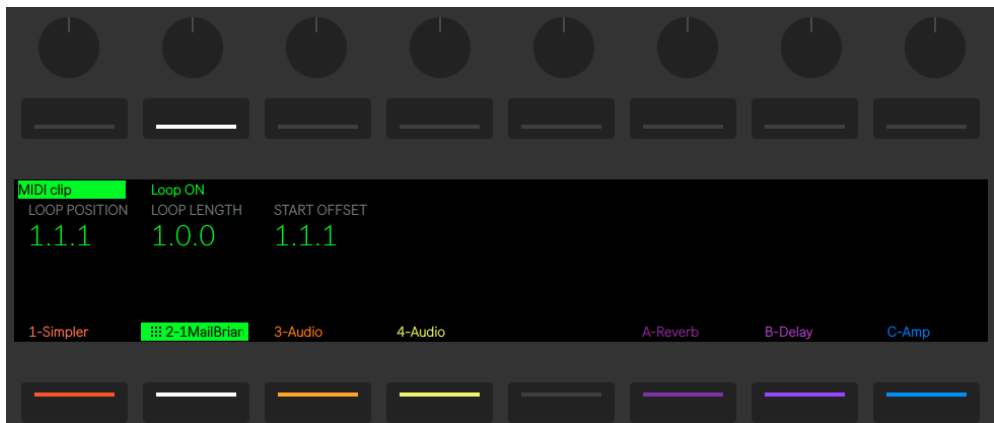 MIDI clip Loop ON
LOOP POSITION LOOP LENGTH START OFFSET
1.1.1 1.0.0 1.1.1
1-Simpler 2-1MailBriar 3-Audio 4-Audio A-Reverb B-Delay C-Amp